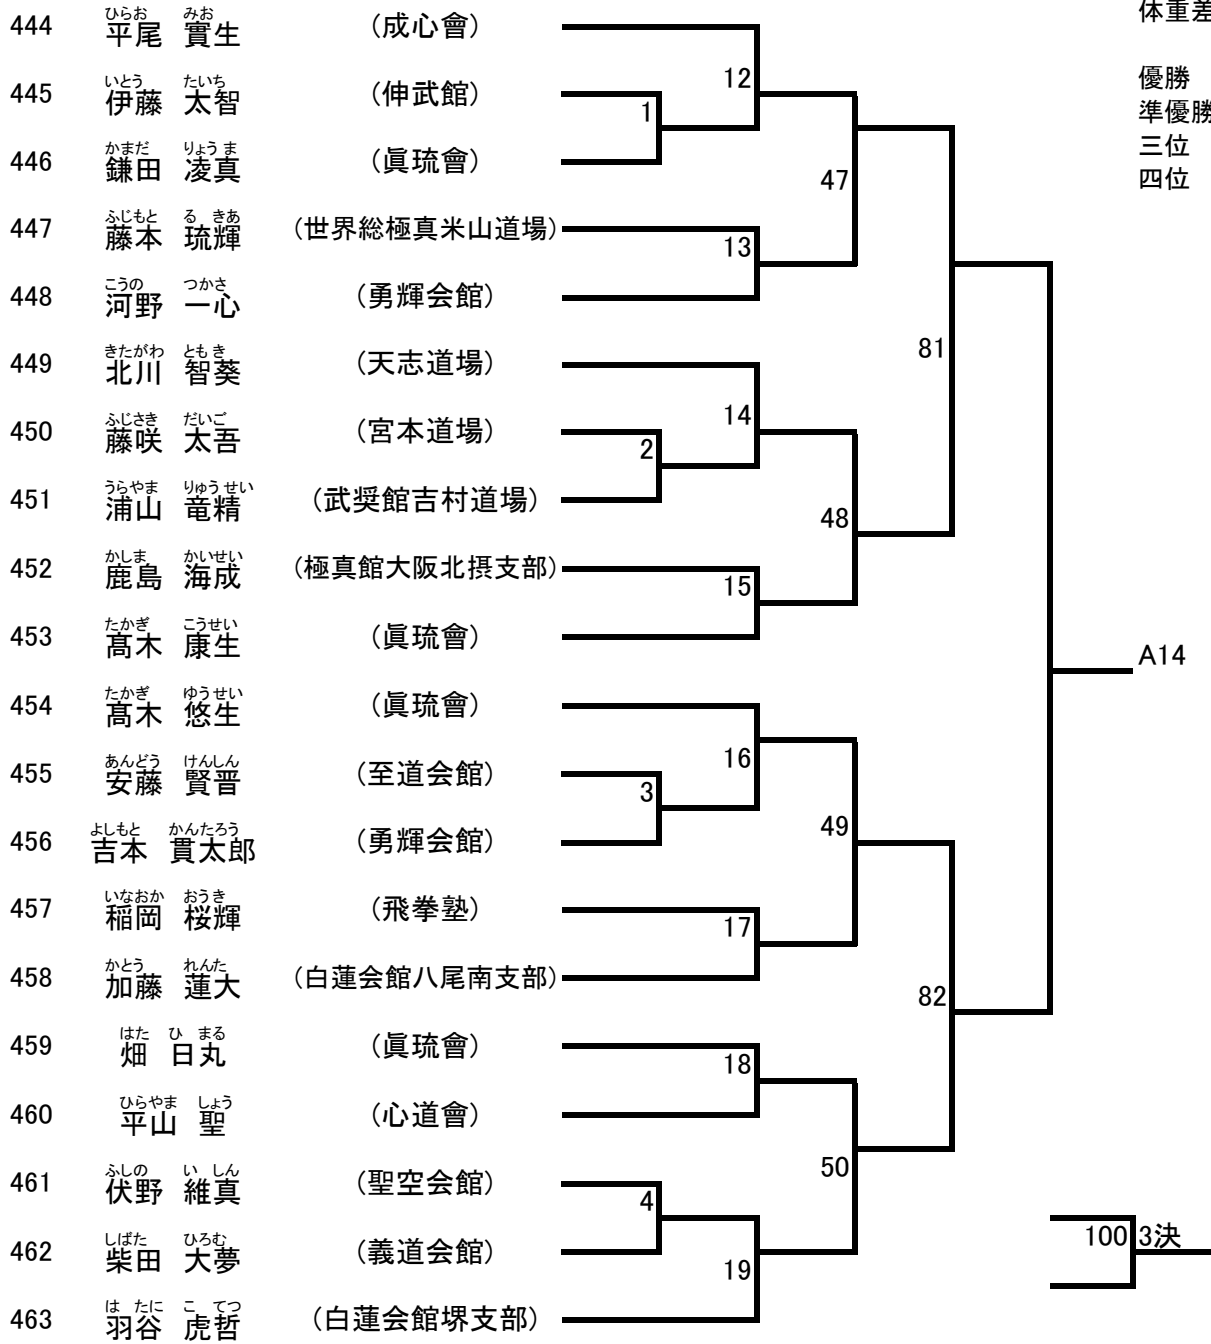 体重差
優勝
準優勝
三位
四位
ひらお みお
444 平尾 實生 (成心會)
いとう たいち
445 伊藤 太智 (伸武館)
かまだ りょうま
446 鎌田 凌真 (眞琉會)
ふじもと る きあ
447 藤本 琉輝 (世界総極真米山道場)
こうの つかさ
448 河野 一心 (勇輝会館)
きたがわ ともき
449 北川 智葵 (天志道場)
ふじさき だいご
450 藤咲 太吾 (宮本道場)
うらやま りゅうせい
451 浦山 竜精 (武奨館吉村道場)
かしま かいせい
452 鹿島 海成 (極真館大阪北摂支部)
たかぎ こうせい
453 髙木 康生 (眞琉會)
たかぎ ゆうせい
454 髙木 悠生 (眞琉會)
あんどう けんしん
455 安藤 賢晋 (至道会館)
よしもと かんたろう
456 吉本 貫太郎 (勇輝会館)
いなおか おうき
457 稲岡 桜輝 (飛拳塾)
かとう れんた
458 加藤 蓮大 (白蓮会館八尾南支部)
はた ひ まる
459 畑 日丸 (眞琉會)
ひらやま しょう
460 平山 聖 (心道會)
ふしの い しん
461 伏野 維真 (聖空会館)
しばた ひろむ
462 柴田 大夢 (義道会館)
は たに こ てつ
463 羽谷 虎哲 (白蓮会館堺支部)
1
2
3
4
12
13
14
15
16
17
18
19
47
48
49
50
81
82
A14
100 3決